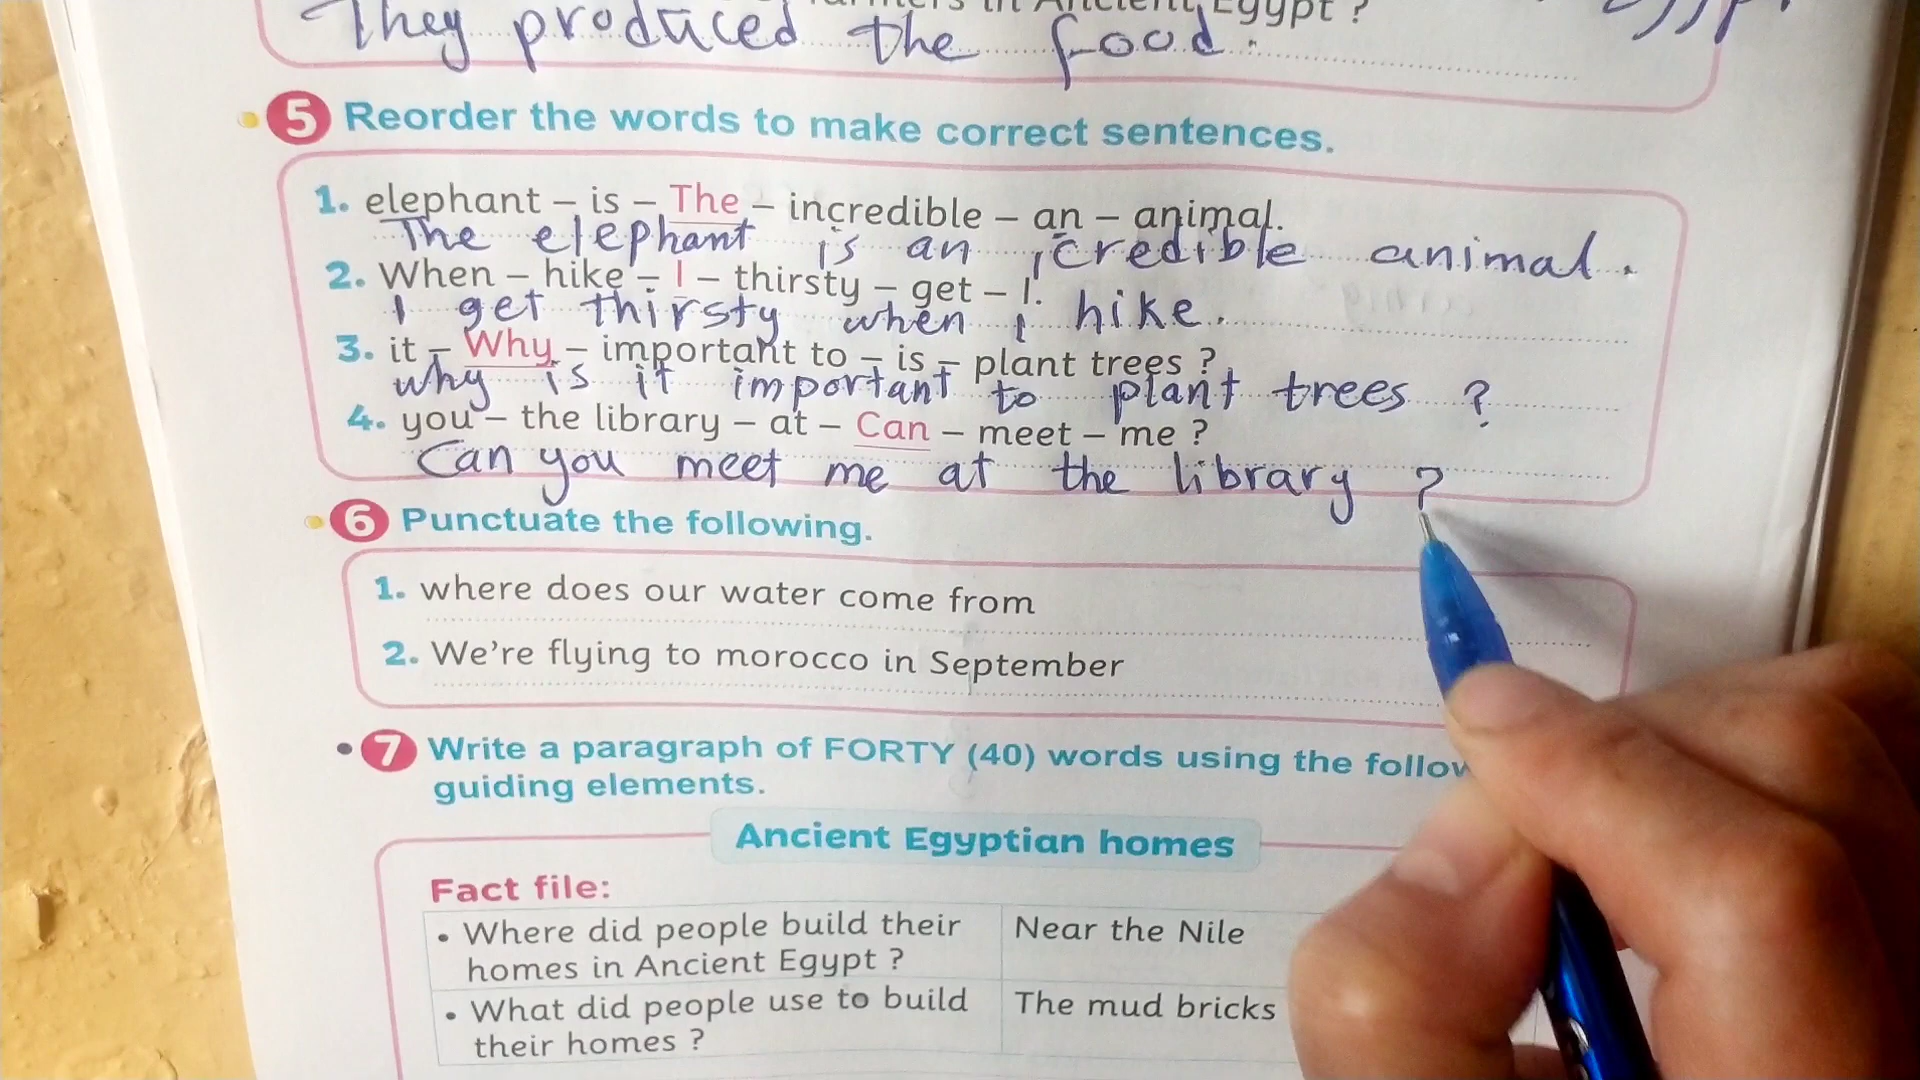 in Ancient Egypt ?
They produced the food.
5 Reorder the words to make correct sentences.
1. elephant – is – The – incredible – an – animal.
The elephant is an icredible animal.
2. When – hike – I – thirsty – get – I.
I get thirsty when I hike.
3. it – Why – important to – is – plant trees ?
why is it important to plant trees ?
4. you – the library – at – Can – meet – me ?
Can you meet me at the library ?
6 Punctuate the following.
1. where does our water come from
2. We're flying to morocco in September
7 Write a paragraph of FORTY (40) words using the
guiding elements.
Ancient Egyptian homes
Fact file:
• Where did people build their Near the Nile
homes in Ancient Egypt ?
• What did people use to build The mud bricks
their homes ?